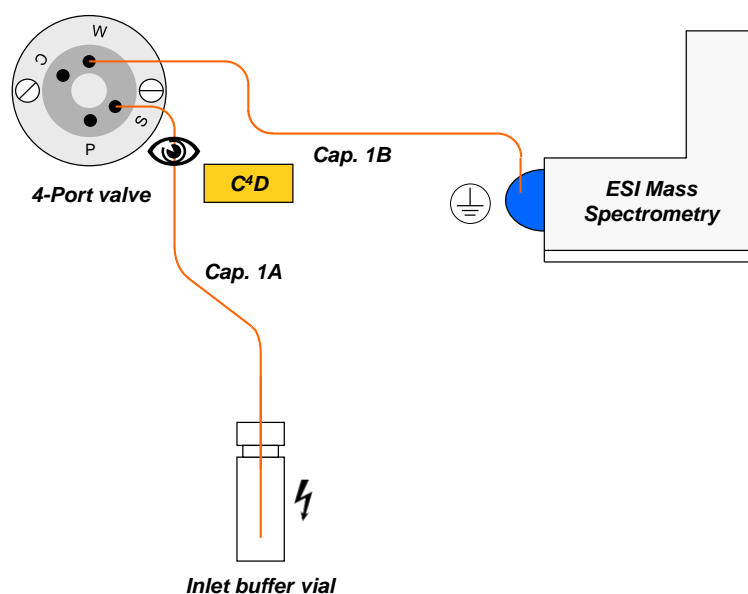 W
C
S
P
4-Port valve
C⁴D
Cap. 1B
ESI Mass
Spectrometry
Cap. 1A
Inlet buffer vial